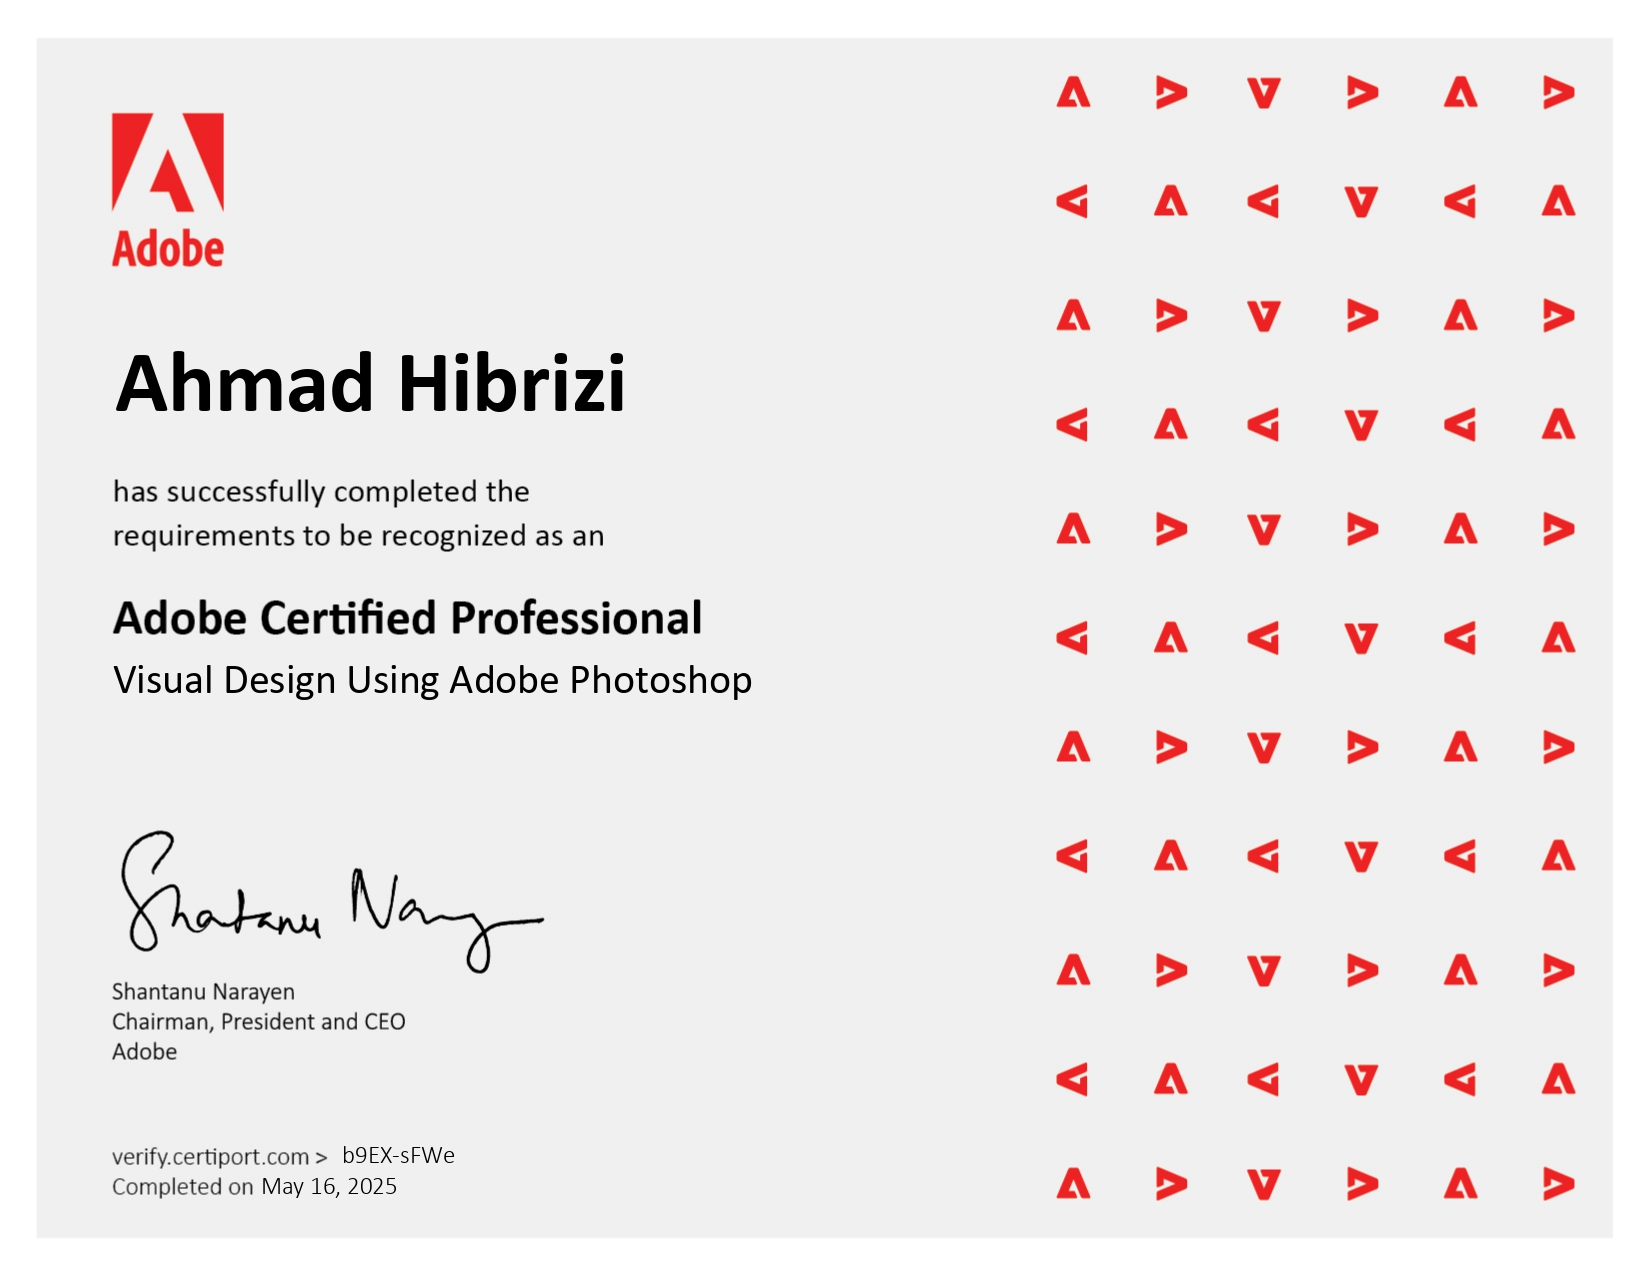 Adobe
Ahmad Hibrizi
has successfully completed the
requirements to be recognized as an
Adobe Certified Professional
Visual Design Using Adobe Photoshop
Shantanu Narayen
Chairman, President and CEO
Adobe
verify.certiport.com > b9EX-sFWe
Completed on May 16, 2025